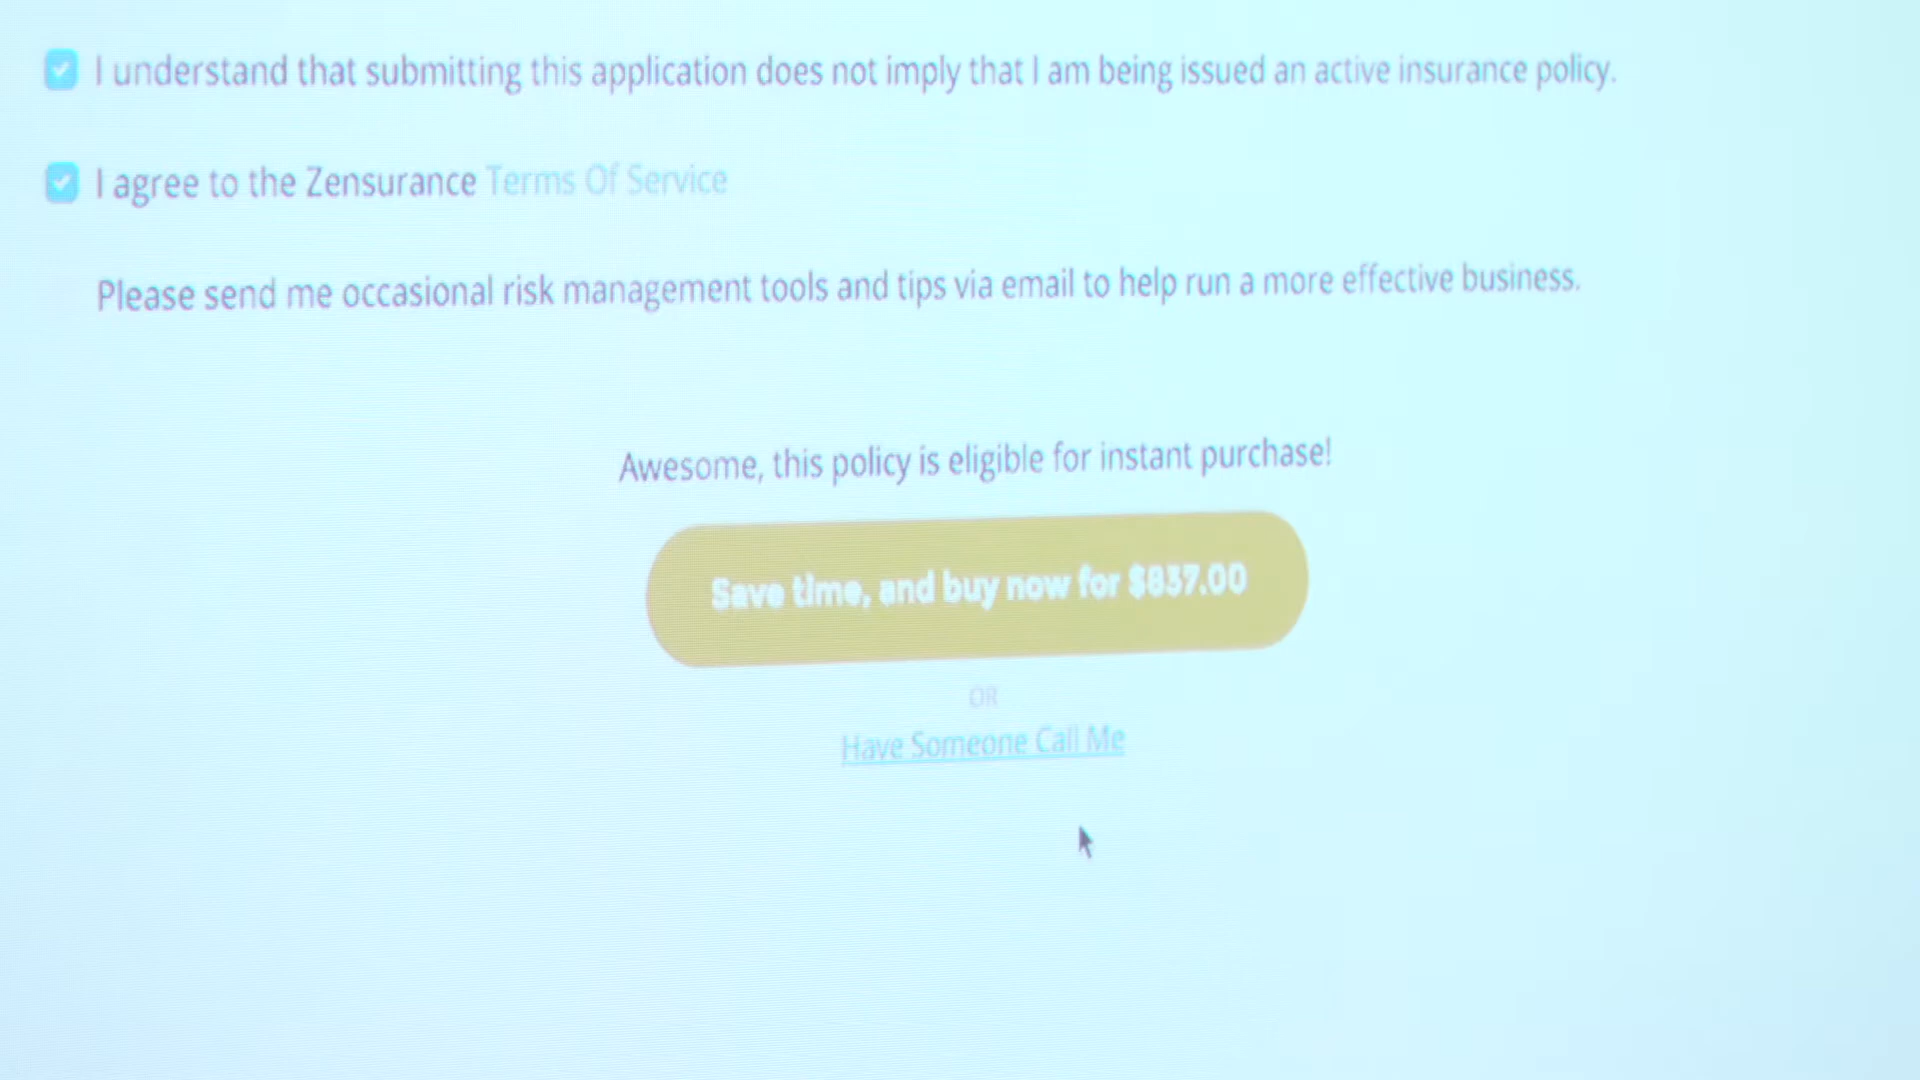 I understand that submitting this application does not imply that I am being issued an active insurance policy.
I agree to the Zensurance Terms Of Service
Please send me occasional risk management tools and tips via email to help run a more effective business.
Awesome, this policy is eligible for instant purchase!
Save time, and buy now for $837.00
OR
Have Someone Call Me